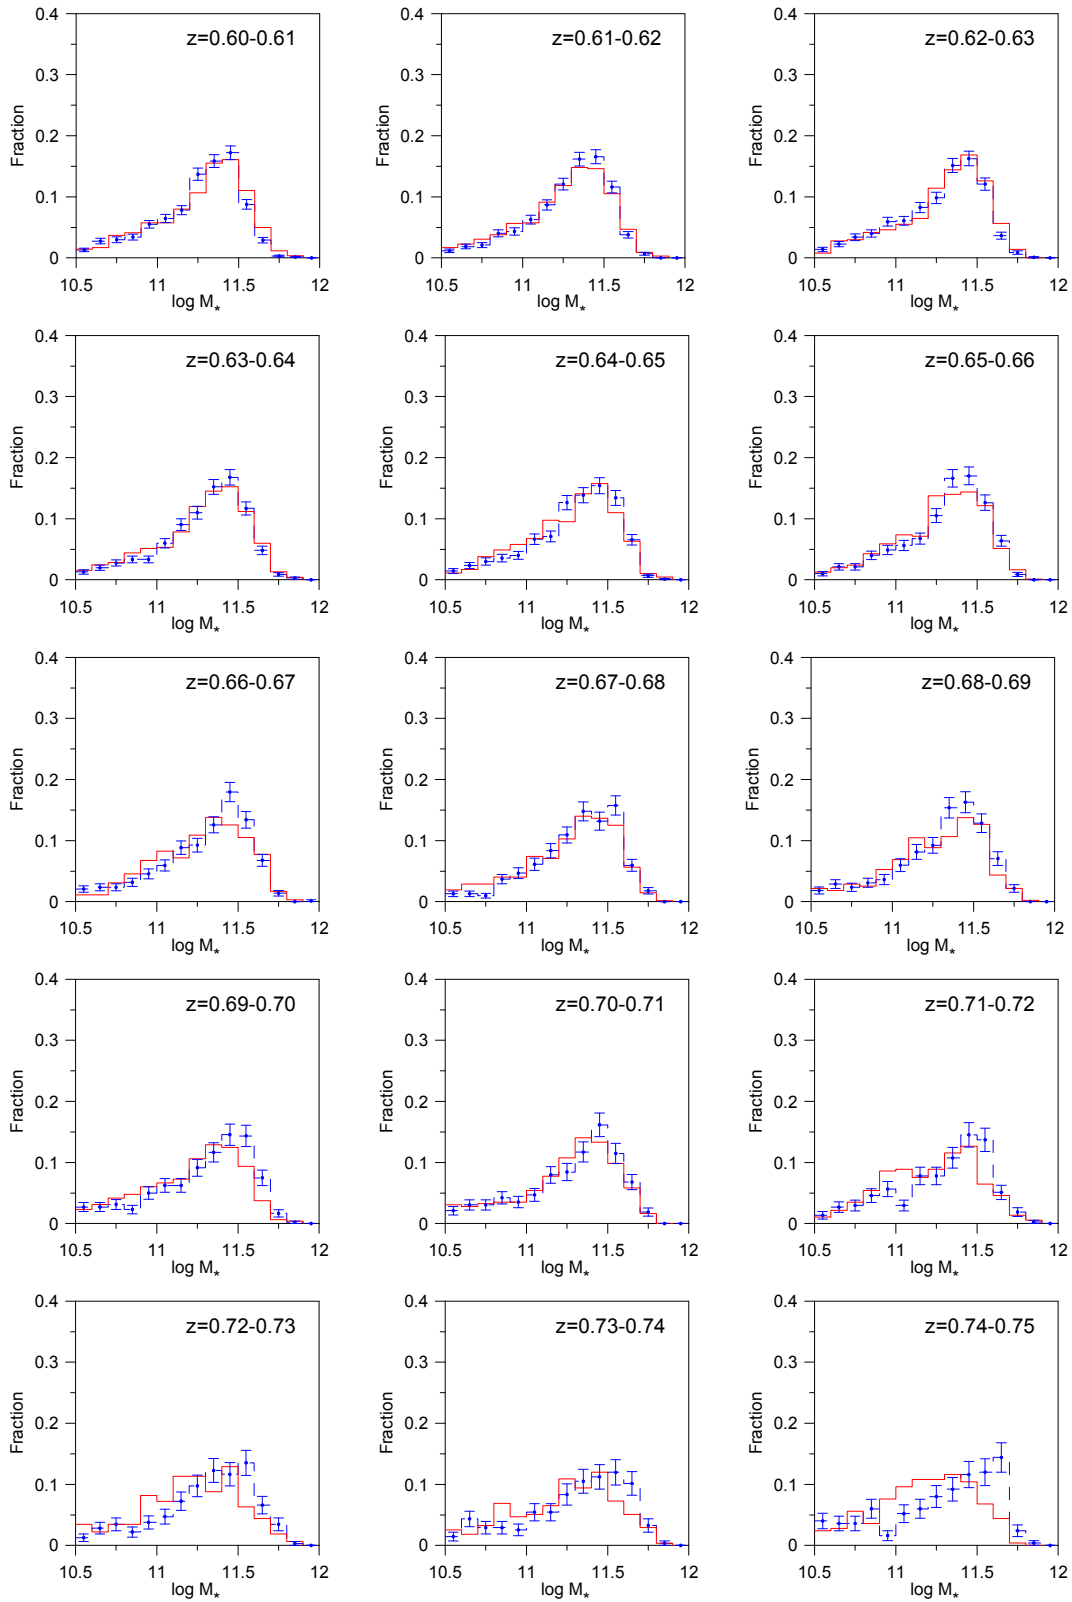 0.4
z=0.60-0.61
0.3
Fraction
0.2
0.1
0
10.5 11 11.5 12
log M*
0.4
z=0.61-0.62
0.3
Fraction
0.2
0.1
0
10.5 11 11.5 12
log M*
0.4
z=0.62-0.63
0.3
Fraction
0.2
0.1
0
10.5 11 11.5 12
log M*
0.4
z=0.63-0.64
0.3
Fraction
0.2
0.1
0
10.5 11 11.5 12
log M*
0.4
z=0.64-0.65
0.3
Fraction
0.2
0.1
0
10.5 11 11.5 12
log M*
0.4
z=0.65-0.66
0.3
Fraction
0.2
0.1
0
10.5 11 11.5 12
log M*
0.4
z=0.66-0.67
0.3
Fraction
0.2
0.1
0
10.5 11 11.5 12
log M*
0.4
z=0.67-0.68
0.3
Fraction
0.2
0.1
0
10.5 11 11.5 12
log M*
0.4
z=0.68-0.69
0.3
Fraction
0.2
0.1
0
10.5 11 11.5 12
log M*
0.4
z=0.69-0.70
0.3
Fraction
0.2
0.1
0
10.5 11 11.5 12
log M*
0.4
z=0.70-0.71
0.3
Fraction
0.2
0.1
0
10.5 11 11.5 12
log M*
0.4
z=0.71-0.72
0.3
Fraction
0.2
0.1
0
10.5 11 11.5 12
log M*
0.4
z=0.72-0.73
0.3
Fraction
0.2
0.1
0
10.5 11 11.5 12
log M*
0.4
z=0.73-0.74
0.3
Fraction
0.2
0.1
0
10.5 11 11.5 12
log M*
0.4
z=0.74-0.75
0.3
Fraction
0.2
0.1
0
10.5 11 11.5 12
log M*